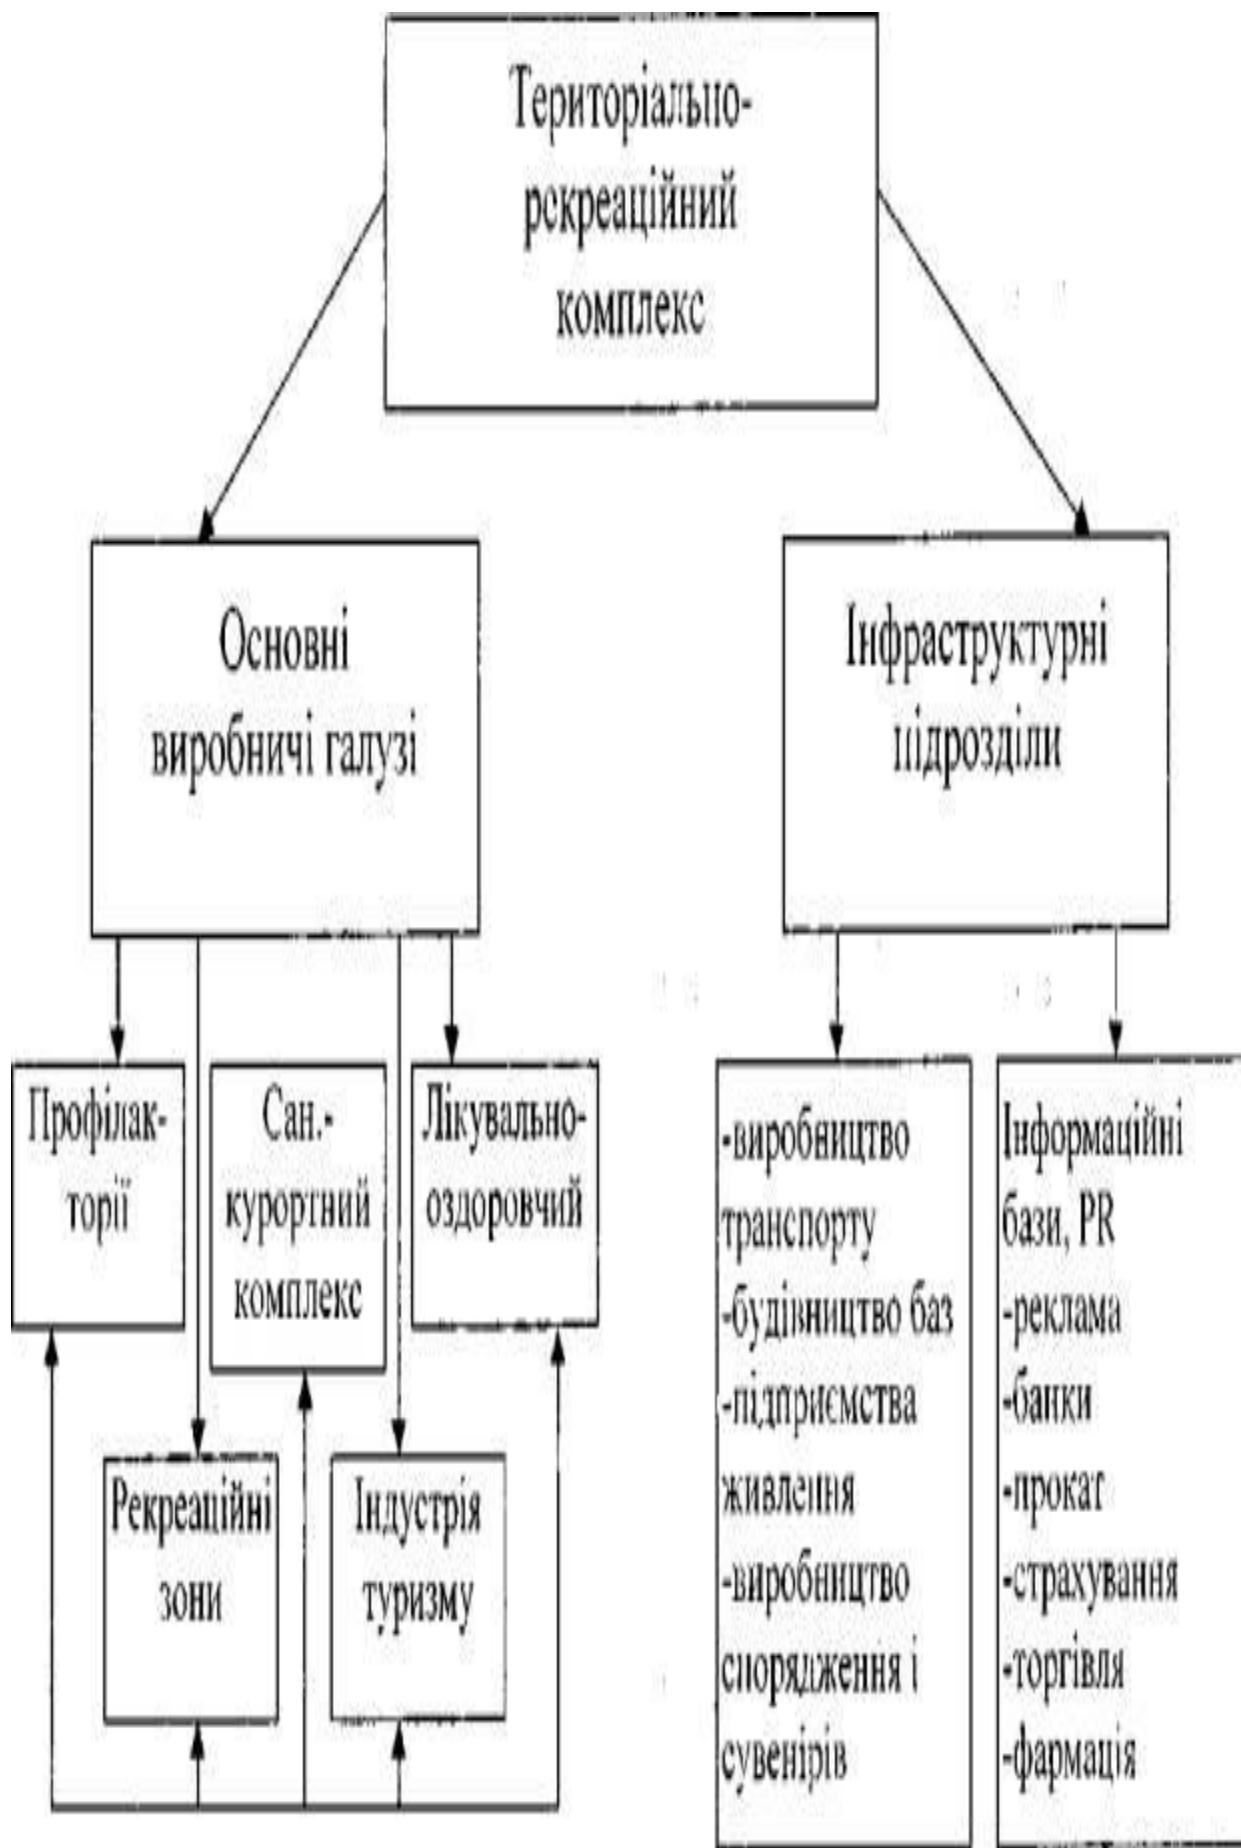 Територіально-
рекреаційний
комплекс
Основні
виробничі галузі
Інфраструктурні
підрозділи
Профілак-
торії
Сан.-
курортний
комплекс
Лікувально-
оздоровчий
Рекреаційні
зони
Індустрія
туризму
-виробництво
транспорту
-будівництво баз
-підприємства
живлення
-виробництво
спорядження і
сувенірів
Інформаційні
бази, PR
-реклама
-банки
-прокат
-страхування
-торгівля
-фармація